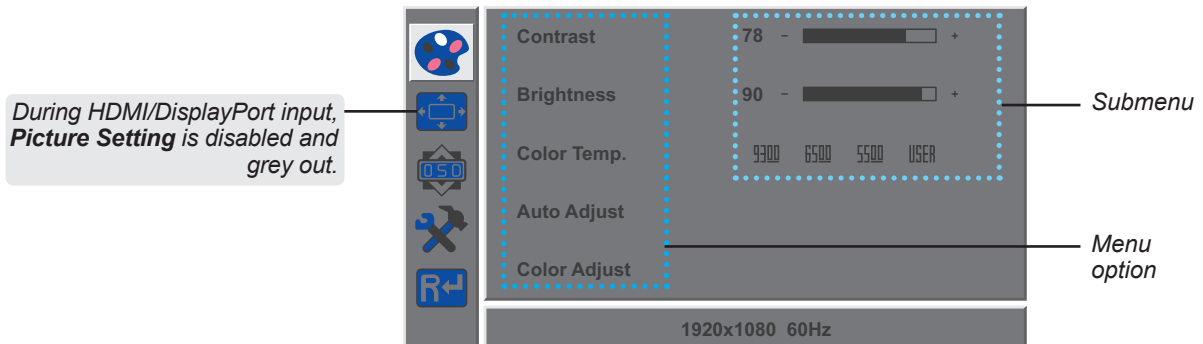 Contrast
78 - +
Brightness
90 - +
Color Temp.
9300 6500 5500 USER
Auto Adjust
Color Adjust
1920x1080 60Hz
OSD
R
During HDMI/DisplayPort input,
Picture Setting is disabled and
grey out.
Submenu
Menu
option